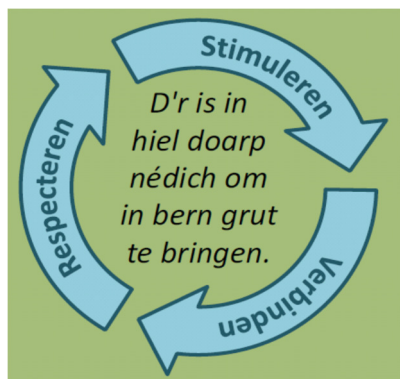 Stimuleren
D'r is in
hiel doarp
nédich om
in bern grut
te bringen.
Verbinden
Respecteren